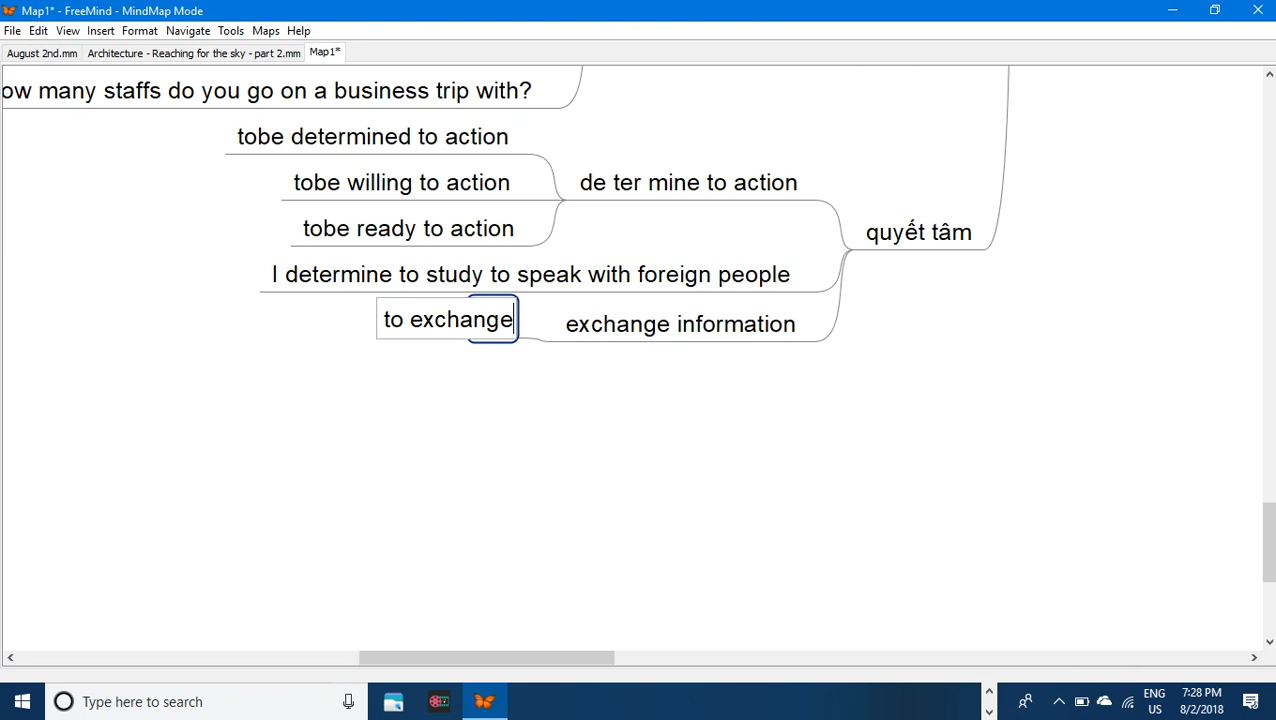 Map1* - FreeMind - MindMap Mode
File Edit View Insert Format Navigate Tools Maps Help
August 2nd.mm Architecture - Reaching for the sky - part 2.mm Map1*
ow many staffs do you go on a business trip with?
tobe determined to action
tobe willing to action
de ter mine to action
tobe ready to action
quyết tâm
I determine to study to speak with foreign people
to exchange
exchange information
Type here to search
ENG
US
7:28 PM
8/2/2018